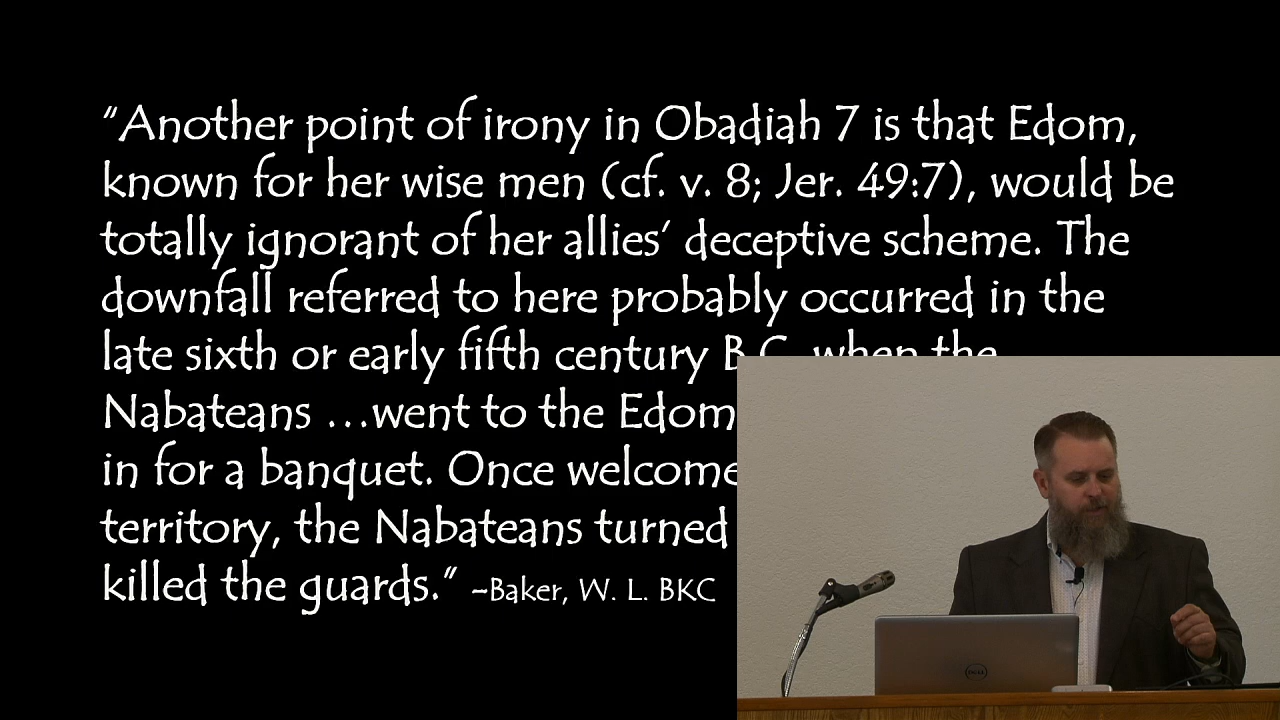 “Another point of irony in Obadiah 7 is that Edom,
known for her wise men (cf. v. 8; Jer. 49:7), would be
totally ignorant of her allies’ deceptive scheme. The
downfall referred to here probably occurred in the
late sixth or early fifth century B.C. when the
Nabateans …went to the Edom
in for a banquet. Once welcome
territory, the Nabateans turned
killed the guards.” ~Baker, W. L. BKC
DELL